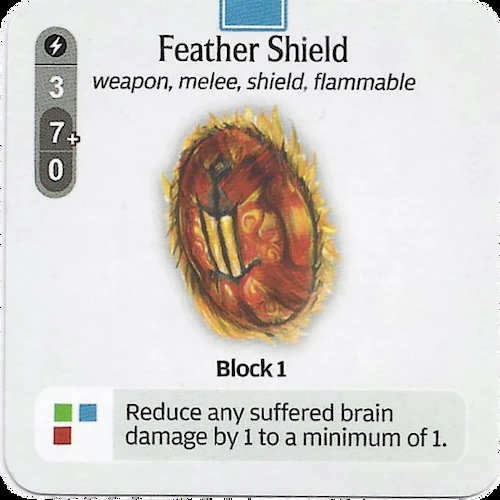 Feather Shield
weapon, melee, shield, flammable
3
7+
0
Block 1
Reduce any suffered brain
damage by 1 to a minimum of 1.